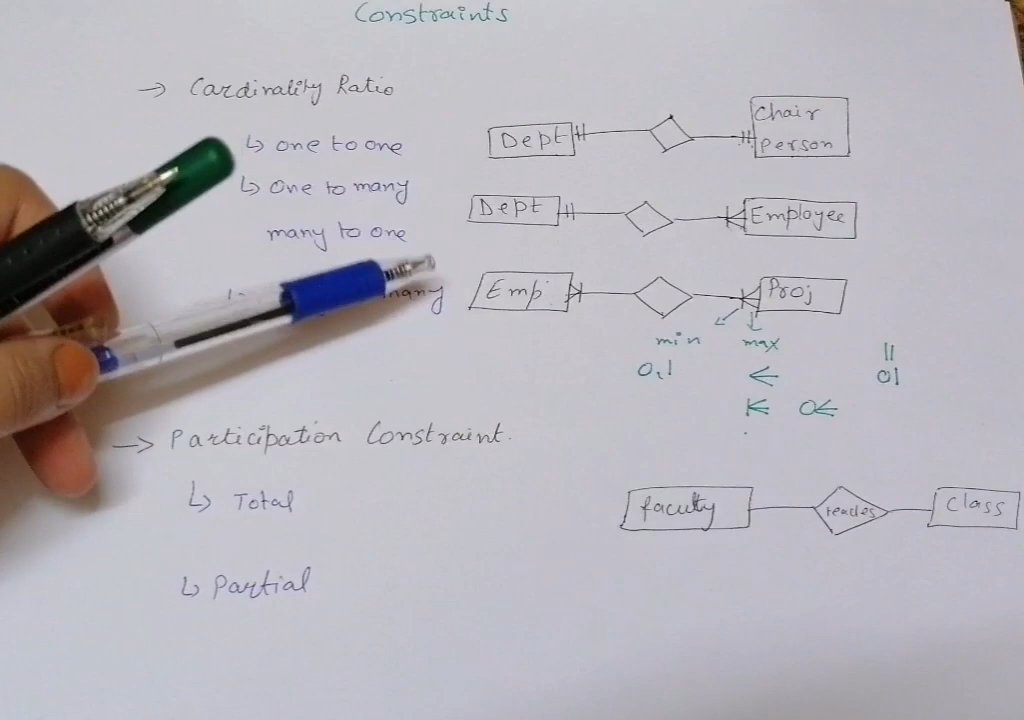 Constraints
→ Cardinality Ratio
↳ one to one
Dept
Chair
Person
↳ One to many
Dept
Employee
many to one
many
Emp
Proj
min
max
0,1
||
01
→ Participation Constraint.
↳ Total
faculty
Class
↳ Partial